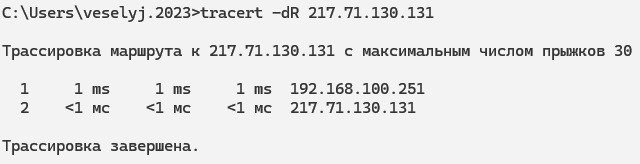 C:\Users\veselyj.2023>tracert -dR 217.71.130.131
Трассировка маршрута к 217.71.130.131 с максимальным числом прыжков 30
1 1 ms 1 ms 1 ms 192.168.100.251
2 <1 мс <1 мс <1 мс 217.71.130.131
Трассировка завершена.